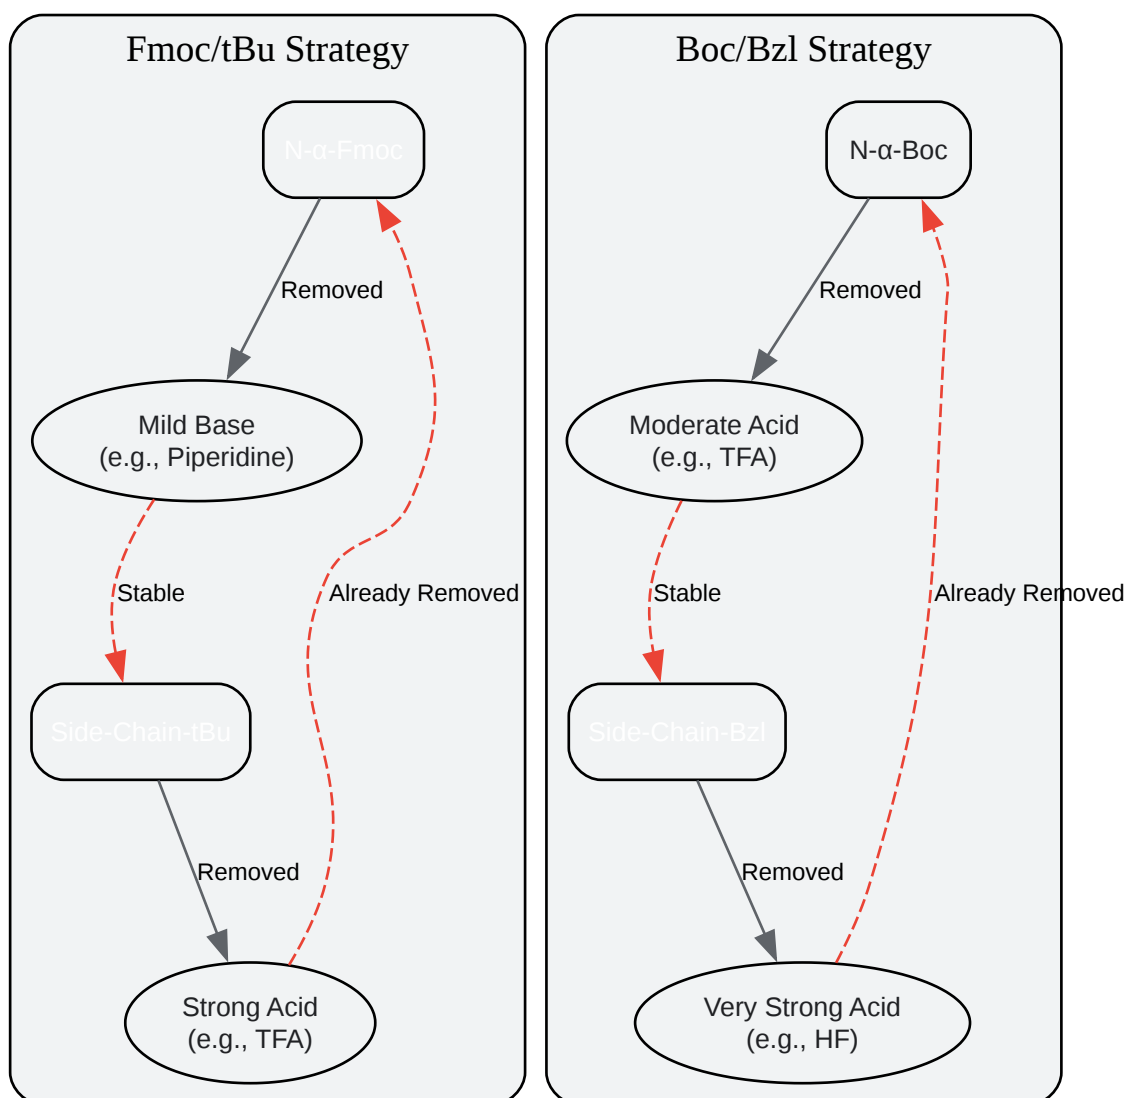 Fmoc/tBu Strategy
N-α-Fmoc
Removed
Mild Base
(e.g., Piperidine)
Stable
Already Removed
Side-Chain-tBu
Removed
Strong Acid
(e.g., TFA)
Boc/Bzl Strategy
N-α-Boc
Removed
Moderate Acid
(e.g., TFA)
Stable
Already Removed
Side-Chain-Bzl
Removed
Very Strong Acid
(e.g., HF)